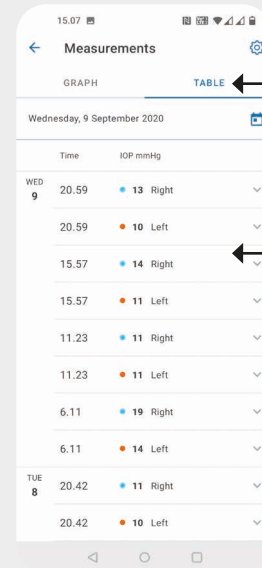 15.07
Measurements
GRAPH TABLE
Wednesday, 9 September 2020
Time IOP mmHg
WED
9
20.59 13 Right
20.59 10 Left
15.57 14 Right
15.57 11 Left
11.23 11 Right
11.23 11 Left
6.11 19 Right
6.11 14 Left
TUE
8
20.42 11 Right
20.42 10 Left